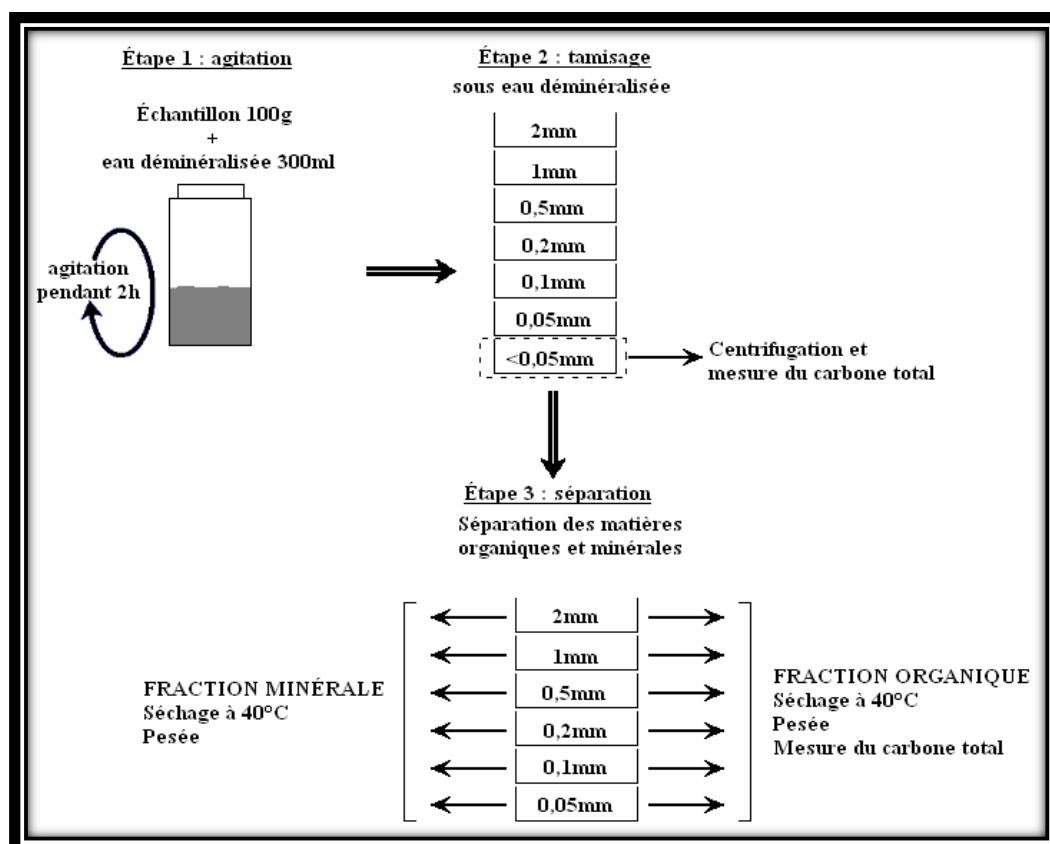 Étape 1 : agitation
Échantillon 100g
+
eau déminéralisée 300ml
agitation
pendant 2h
Étape 2 : tamisage
sous eau déminéralisée
2mm
1mm
0,5mm
0,2mm
0,1mm
0,05mm
<0,05mm
Centrifugation et
mesure du carbone total
Étape 3 : séparation
Séparation des matières
organiques et minérales
2mm
1mm
0,5mm
0,2mm
0,1mm
0,05mm
FRACTION MINÉRALE
Séchage à 40°C
Pesée
FRACTION ORGANIQUE
Séchage à 40°C
Pesée
Mesure du carbone total